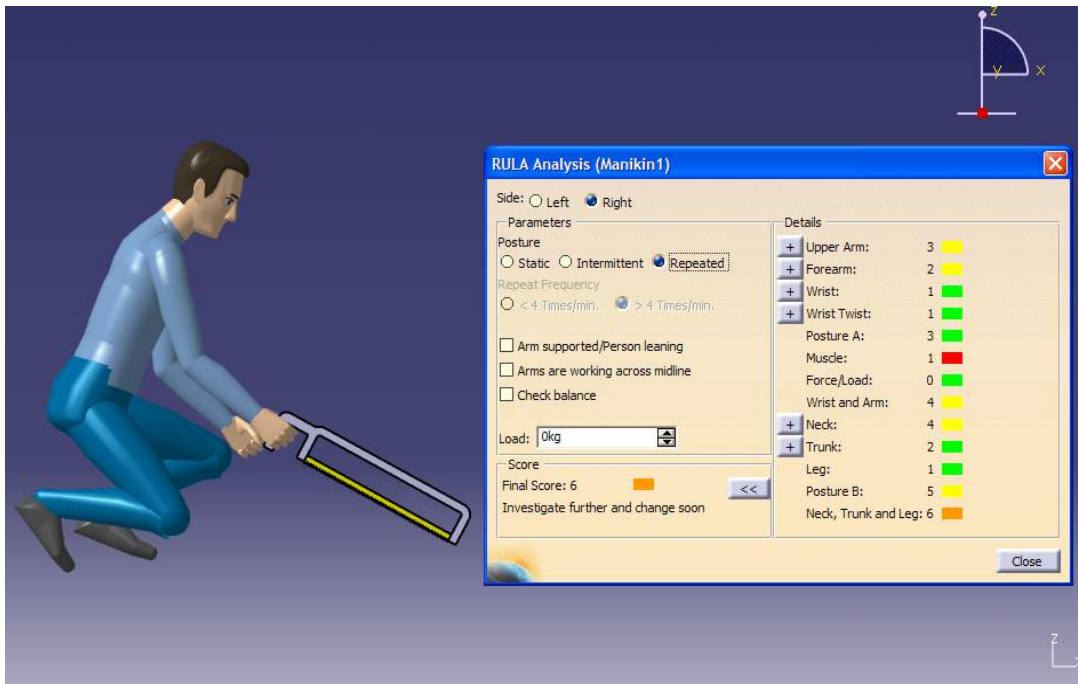 z
y
x
RULA Analysis (Manikin1)
Side: Left Right
Parameters
Posture
Static Intermittent Repeated
Repeat Frequency
< 4 Times/min. > 4 Times/min.
Arm supported/Person leaning
Arms are working across midline
Check balance
Load: 0kg
Score
Final Score: 6
<<
Investigate further and change soon
Details
+ Upper Arm: 3
+ Forearm: 2
+ Wrist: 1
+ Wrist Twist: 1
Posture A: 3
Muscle: 1
Force/Load: 0
Wrist and Arm: 4
+ Neck: 4
+ Trunk: 2
Leg: 1
Posture B: 5
Neck, Trunk and Leg: 6
Close
z